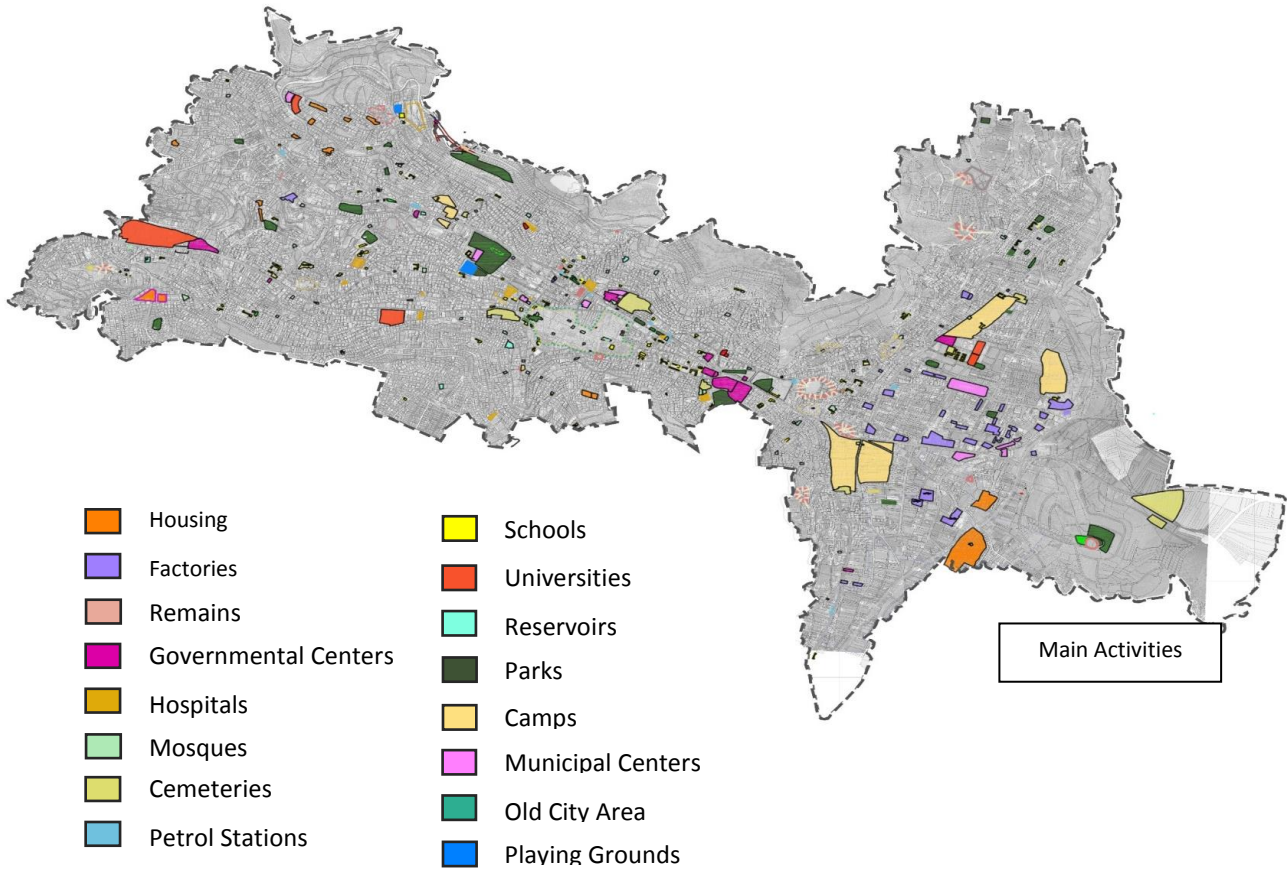 Main Activities
Housing
Factories
Remains
Governmental Centers
Hospitals
Mosques
Cemeteries
Petrol Stations
Schools
Universities
Reservoirs
Parks
Camps
Municipal Centers
Old City Area
Playing Grounds